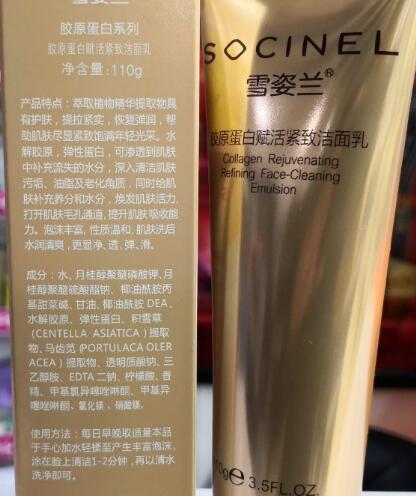 胶原蛋白系列
胶原蛋白赋活紧致洁面乳
净含量:110g
产品特点：萃取植物精华提取物具
有护肤，提拉紧实，恢复弹润，帮
助肌肤尽显紧致饱满年轻光采。水
解胶原，弹性蛋白，可渗透到肌肤
中补充流失的水分，深入清洁肌肤
污垢、油脂及老化角质，同时给肌
肤补充养分和水分，焕发肌肤活力，
打开肌肤毛孔通道，提升肌肤吸收能
力。泡沫丰富，性质温和，肌肤洗后
水润清爽，更显净、透、弹、滑。
成分：水、月桂醇聚醚磷酸钾、月
桂醇聚醚硫酸酯钠、椰油酰胺丙
基甜菜碱、甘油、椰油酰胺DEA、
水解胶原、弹性蛋白、积雪草
(CENTELLA ASIATICA)提取
物、马齿苋(PORTULACA OLER
ACEA)提取物、透明质酸钠、三
乙醇胺、EDTA二钠、柠檬酸、香
精、甲基氯异噻唑啉酮、甲基异
噻唑啉酮、氯化镁、硝酸镁.
使用方法：每日早晚取适量本品
于手心加水轻揉至产生丰富泡沫，
涂在脸上清洁1-2分钟，再以清水
洗净即可。
SOCINEL
雪姿兰®
胶原蛋白赋活紧致洁面乳
Collagen Rejuvenating
Refining Face-Cleaning
Emulsion
10g℮3.5FL.OZ.